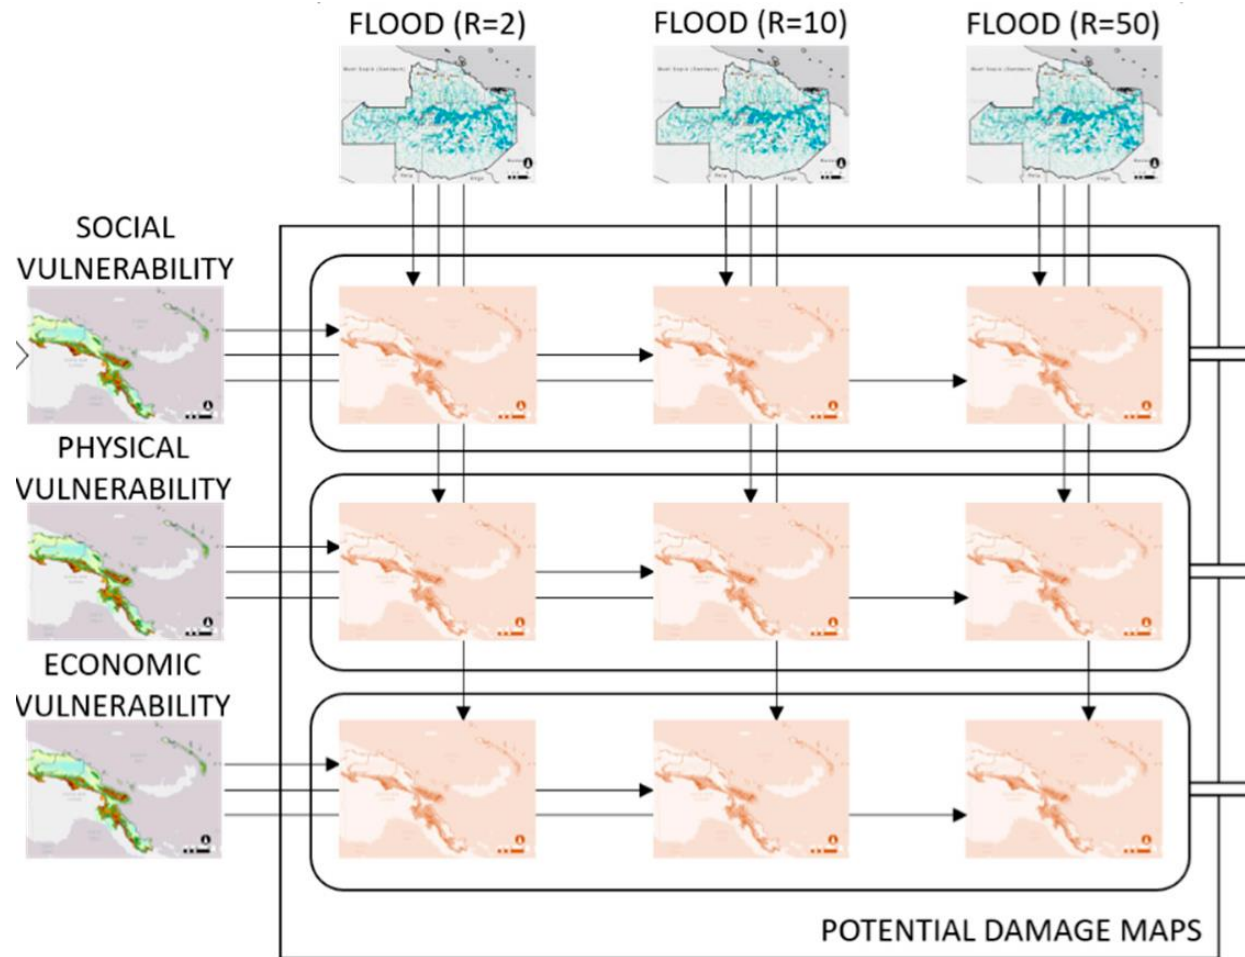 FLOOD (R=2)
FLOOD (R=10)
FLOOD (R=50)
SOCIAL
VULNERABILITY
PHYSICAL
VULNERABILITY
ECONOMIC
VULNERABILITY
POTENTIAL DAMAGE MAPS